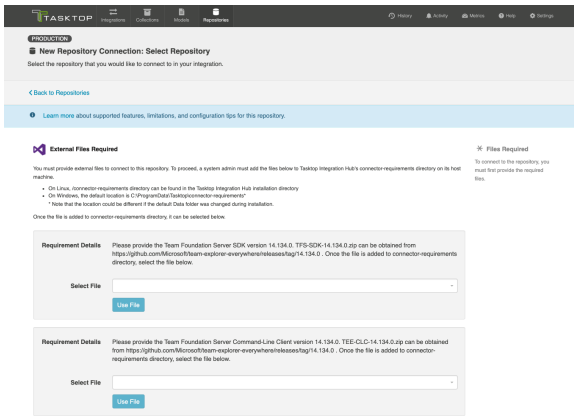 TASKTOP
Integrations
Collections
Models
Repositories
History
Activity
Metrics
Help
Settings
PRODUCTION
New Repository Connection: Select Repository
Select the repository that you would like to connect to in your integration.
Back to Repositories
Learn more about supported features, limitations, and configuration tips for this repository.
External Files Required
You must provide external files to connect to this repository. To proceed, a system admin must add the files below to Tasktop Integration Hub's connector-requirements directory on its host
machine.
• On Linux, /connector-requirements directory can be found in the Tasktop Integration Hub installation directory
• On Windows, the default location is C:\ProgramData\Tasktop\connector-requirements*
* Note that the location could be different if the default Data folder was changed during installation.
Once the file is added to connector-requirements directory, it can be selected below.
Files Required
To connect to the repository, you
must first provide the required
files.
Requirement Details
Please provide the Team Foundation Server SDK version 14.134.0. TFS-SDK-14.134.0.zip can be obtained from
https://github.com/Microsoft/team-explorer-everywhere/releases/tag/14.134.0 . Once the file is added to connector-requirements
directory, select the file below.
Select File
Use File
Requirement Details
Please provide the Team Foundation Server Command-Line Client version 14.134.0. TEE-CLC-14.134.0.zip can be obtained
from https://github.com/Microsoft/team-explorer-everywhere/releases/tag/14.134.0 . Once the file is added to connector-
requirements directory, select the file below.
Select File
Use File